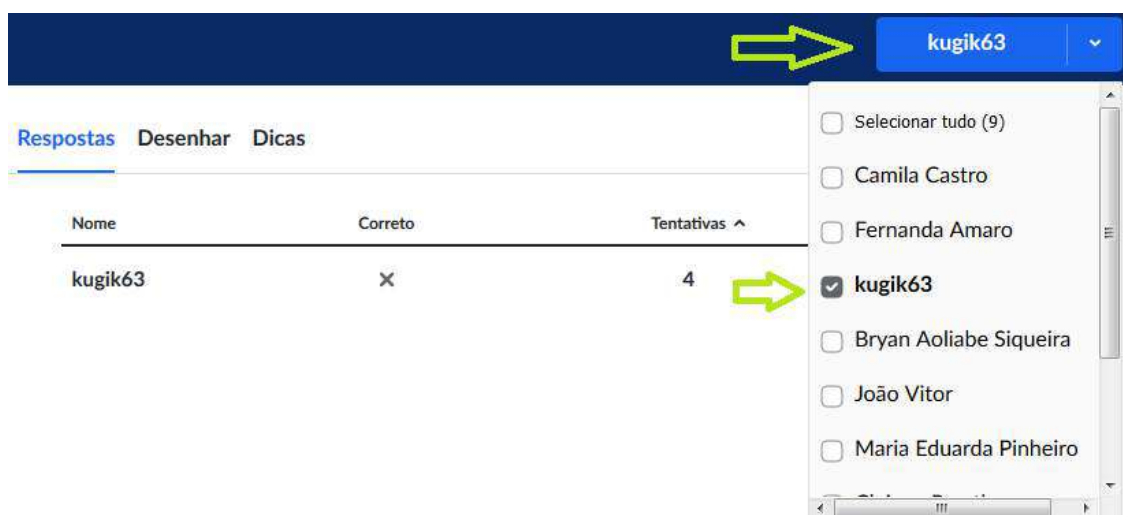 kugik63
Selecionar tudo (9)
Respostas Desenhar Dicas
Camila Castro
Nome Correto Tentativas
Fernanda Amaro
kugik63 4
kugik63
Bryan Aoliabe Siqueira
João Vitor
Maria Eduarda Pinheiro